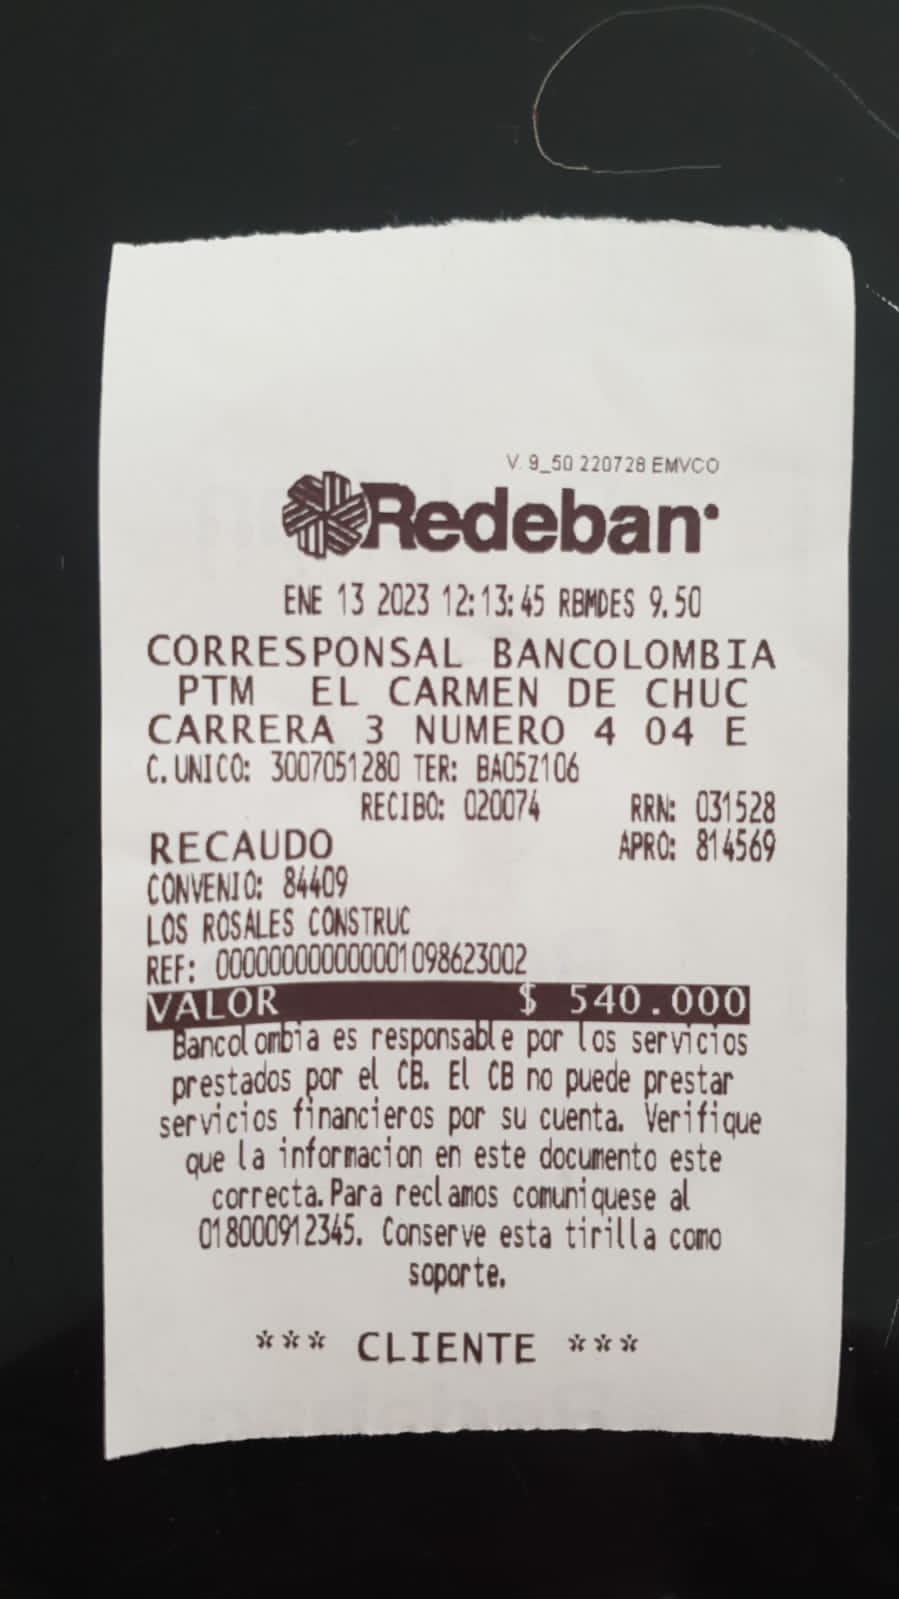 V. 9_50 220728 EMVCO
Redeban
ENE 13 2023 12:13:45 RBMDES 9.50
CORRESPONSAL BANCOLOMBIA
PTM EL CARMEN DE CHUC
CARRERA 3 NUMERO 4 04 E
C. UNICO: 3007051280 TER: BA05Z106
RECIBO: 020074 RRN: 031528
RECAUDO APRO: 814569
CONVENIO: 84409
LOS ROSALES CONSTRUC
REF: 00000000000001098623002
VALOR $ 540.000
Bancolombia es responsable por los servicios
prestados por el CB. El CB no puede prestar
servicios financieros por su cuenta. Verifique
que la informacion en este documento este
correcta. Para reclamos comuniquese al
018000912345. Conserve esta tirilla como
soporte.
*** CLIENTE ***